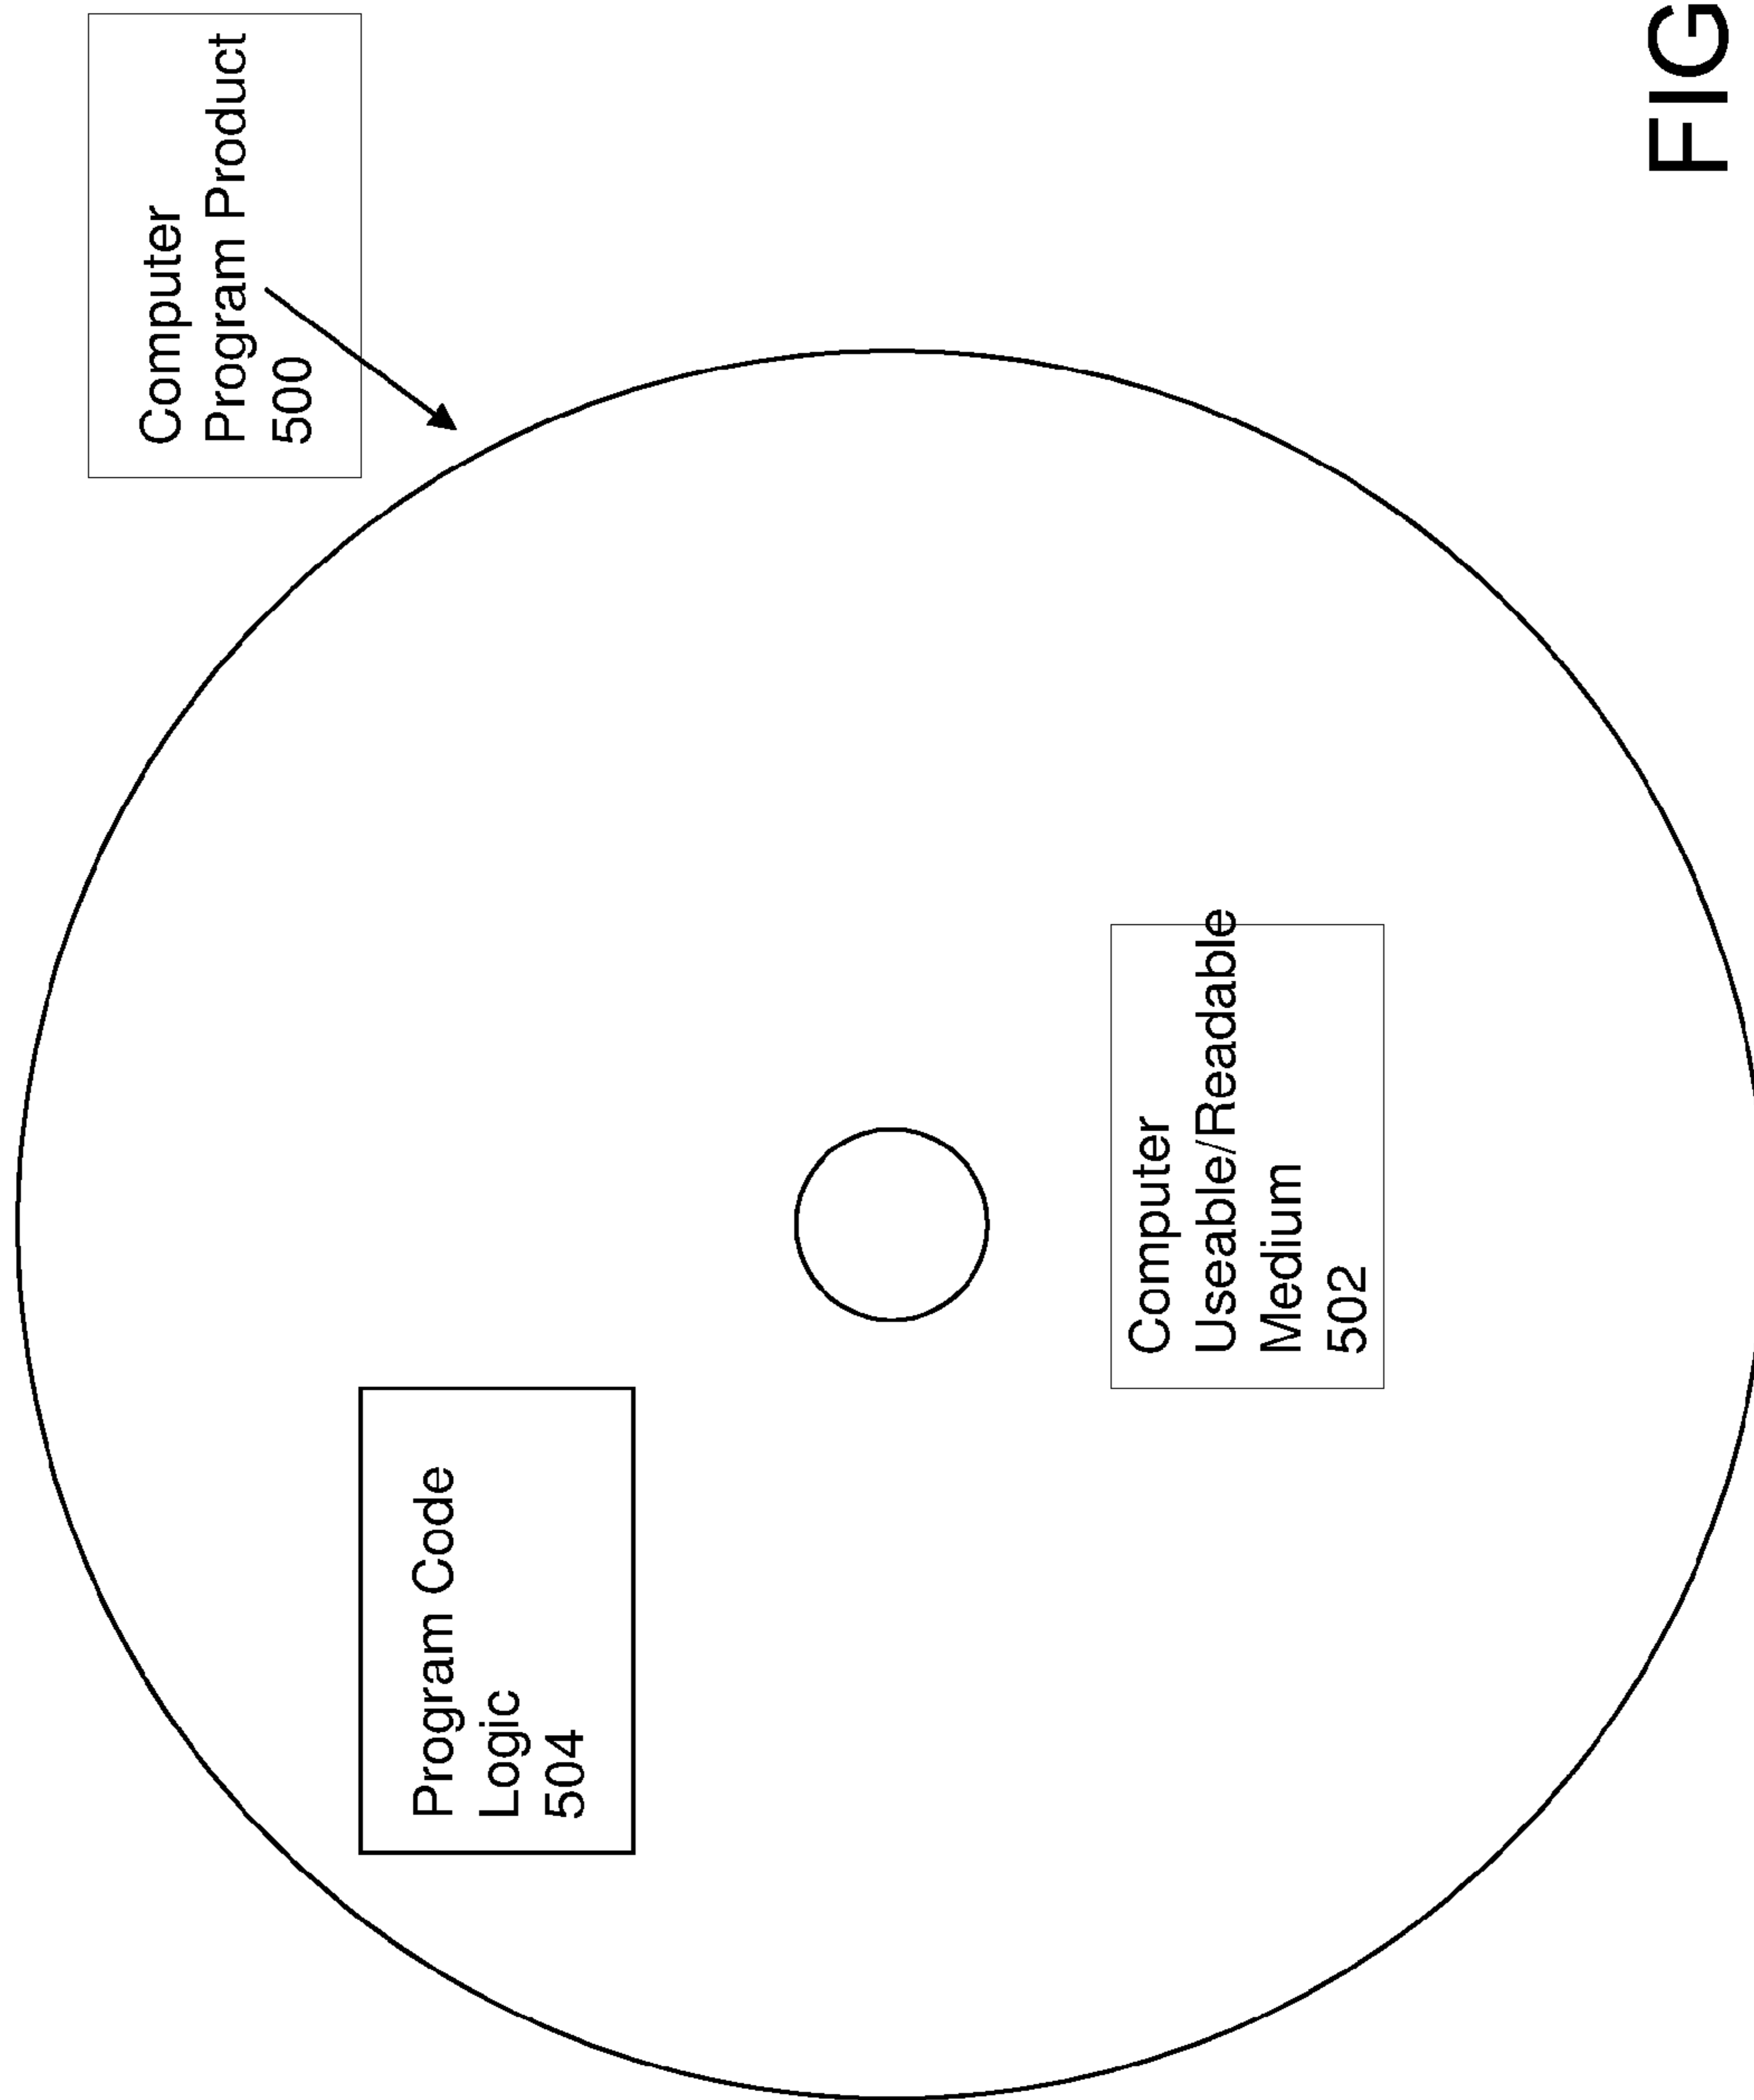 Computer
Program Product
500
Program Code
Logic
504
Computer
Useable/Readable
Medium
502
FIG